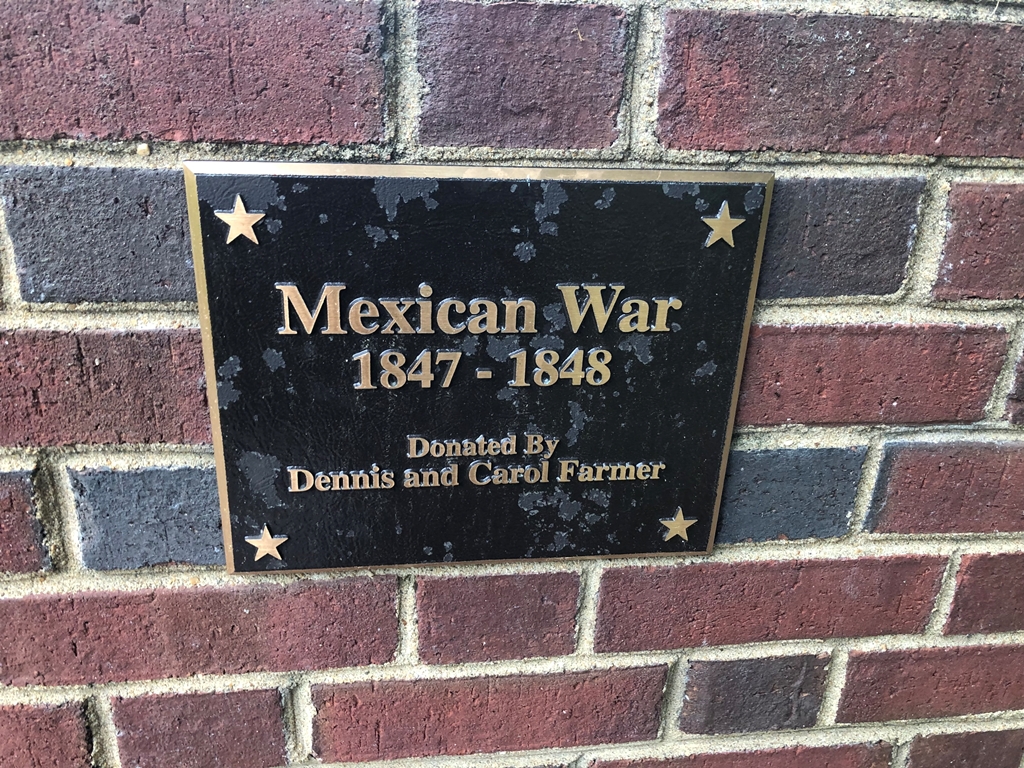 Mexican War
1847 - 1848
Donated By
Dennis and Carol Farmer